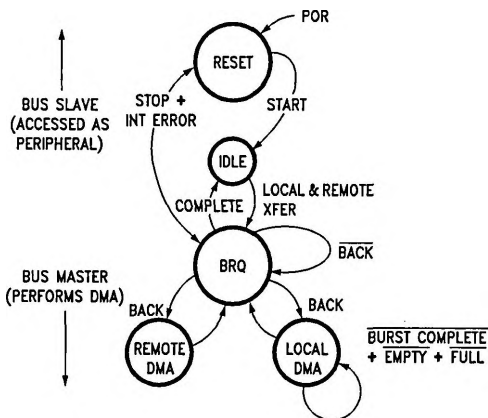 POR
RESET
BUS SLAVE
(ACCESSED AS
PERIPHERAL)
STOP +
INT ERROR
START
IDLE
COMPLETE
LOCAL & REMOTE
XFER
BRQ
BACK
BUS MASTER
(PERFORMS DMA)
BACK
BACK
REMOTE
DMA
LOCAL
DMA
BURST COMPLETE
+ EMPTY + FULL